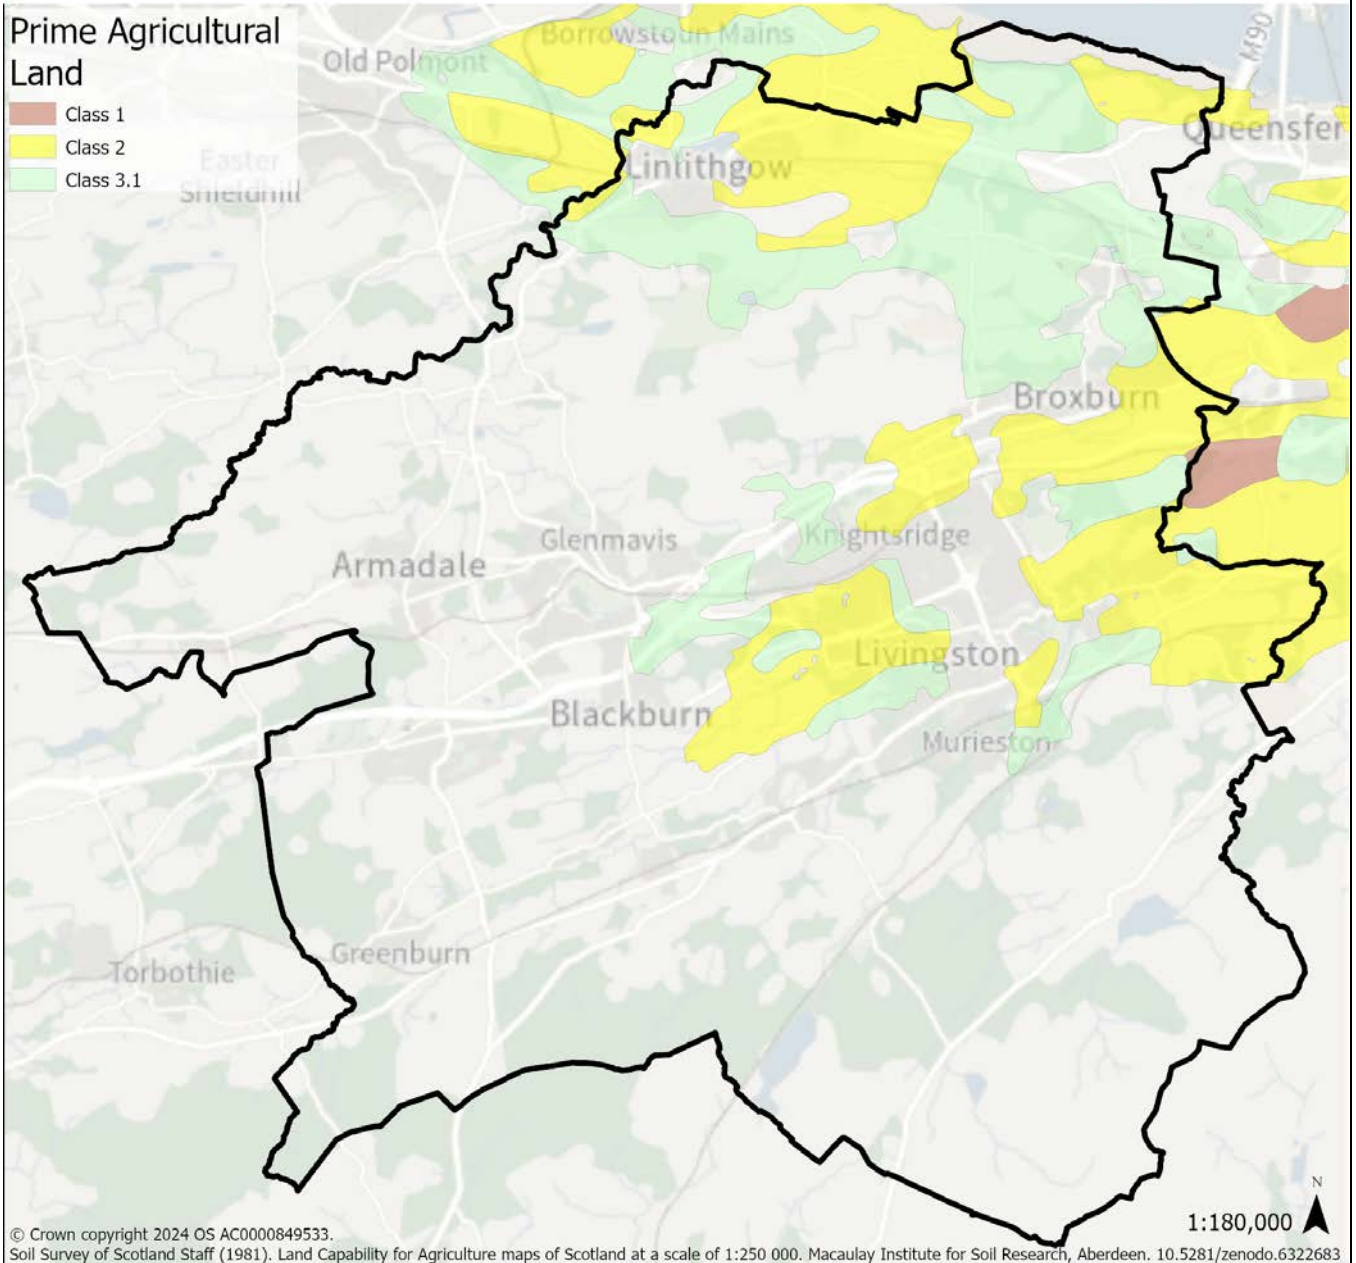 Prime Agricultural
Land
Class 1
Class 2
Class 3.1
Borrowstoun Mains
Old Polmont
M90
Queensfer
Easter
Shieldhill
Linlithgow
Broxburn
Glenmavis
Knightsridge
Armadale
Livingston
Blackburn
Murieston
Greenburn
Torbothie
N
1:180,000
© Crown copyright 2024 OS AC0000849533.
Soil Survey of Scotland Staff (1981). Land Capability for Agriculture maps of Scotland at a scale of 1:250 000. Macaulay Institute for Soil Research, Aberdeen. 10.5281/zenodo.6322683